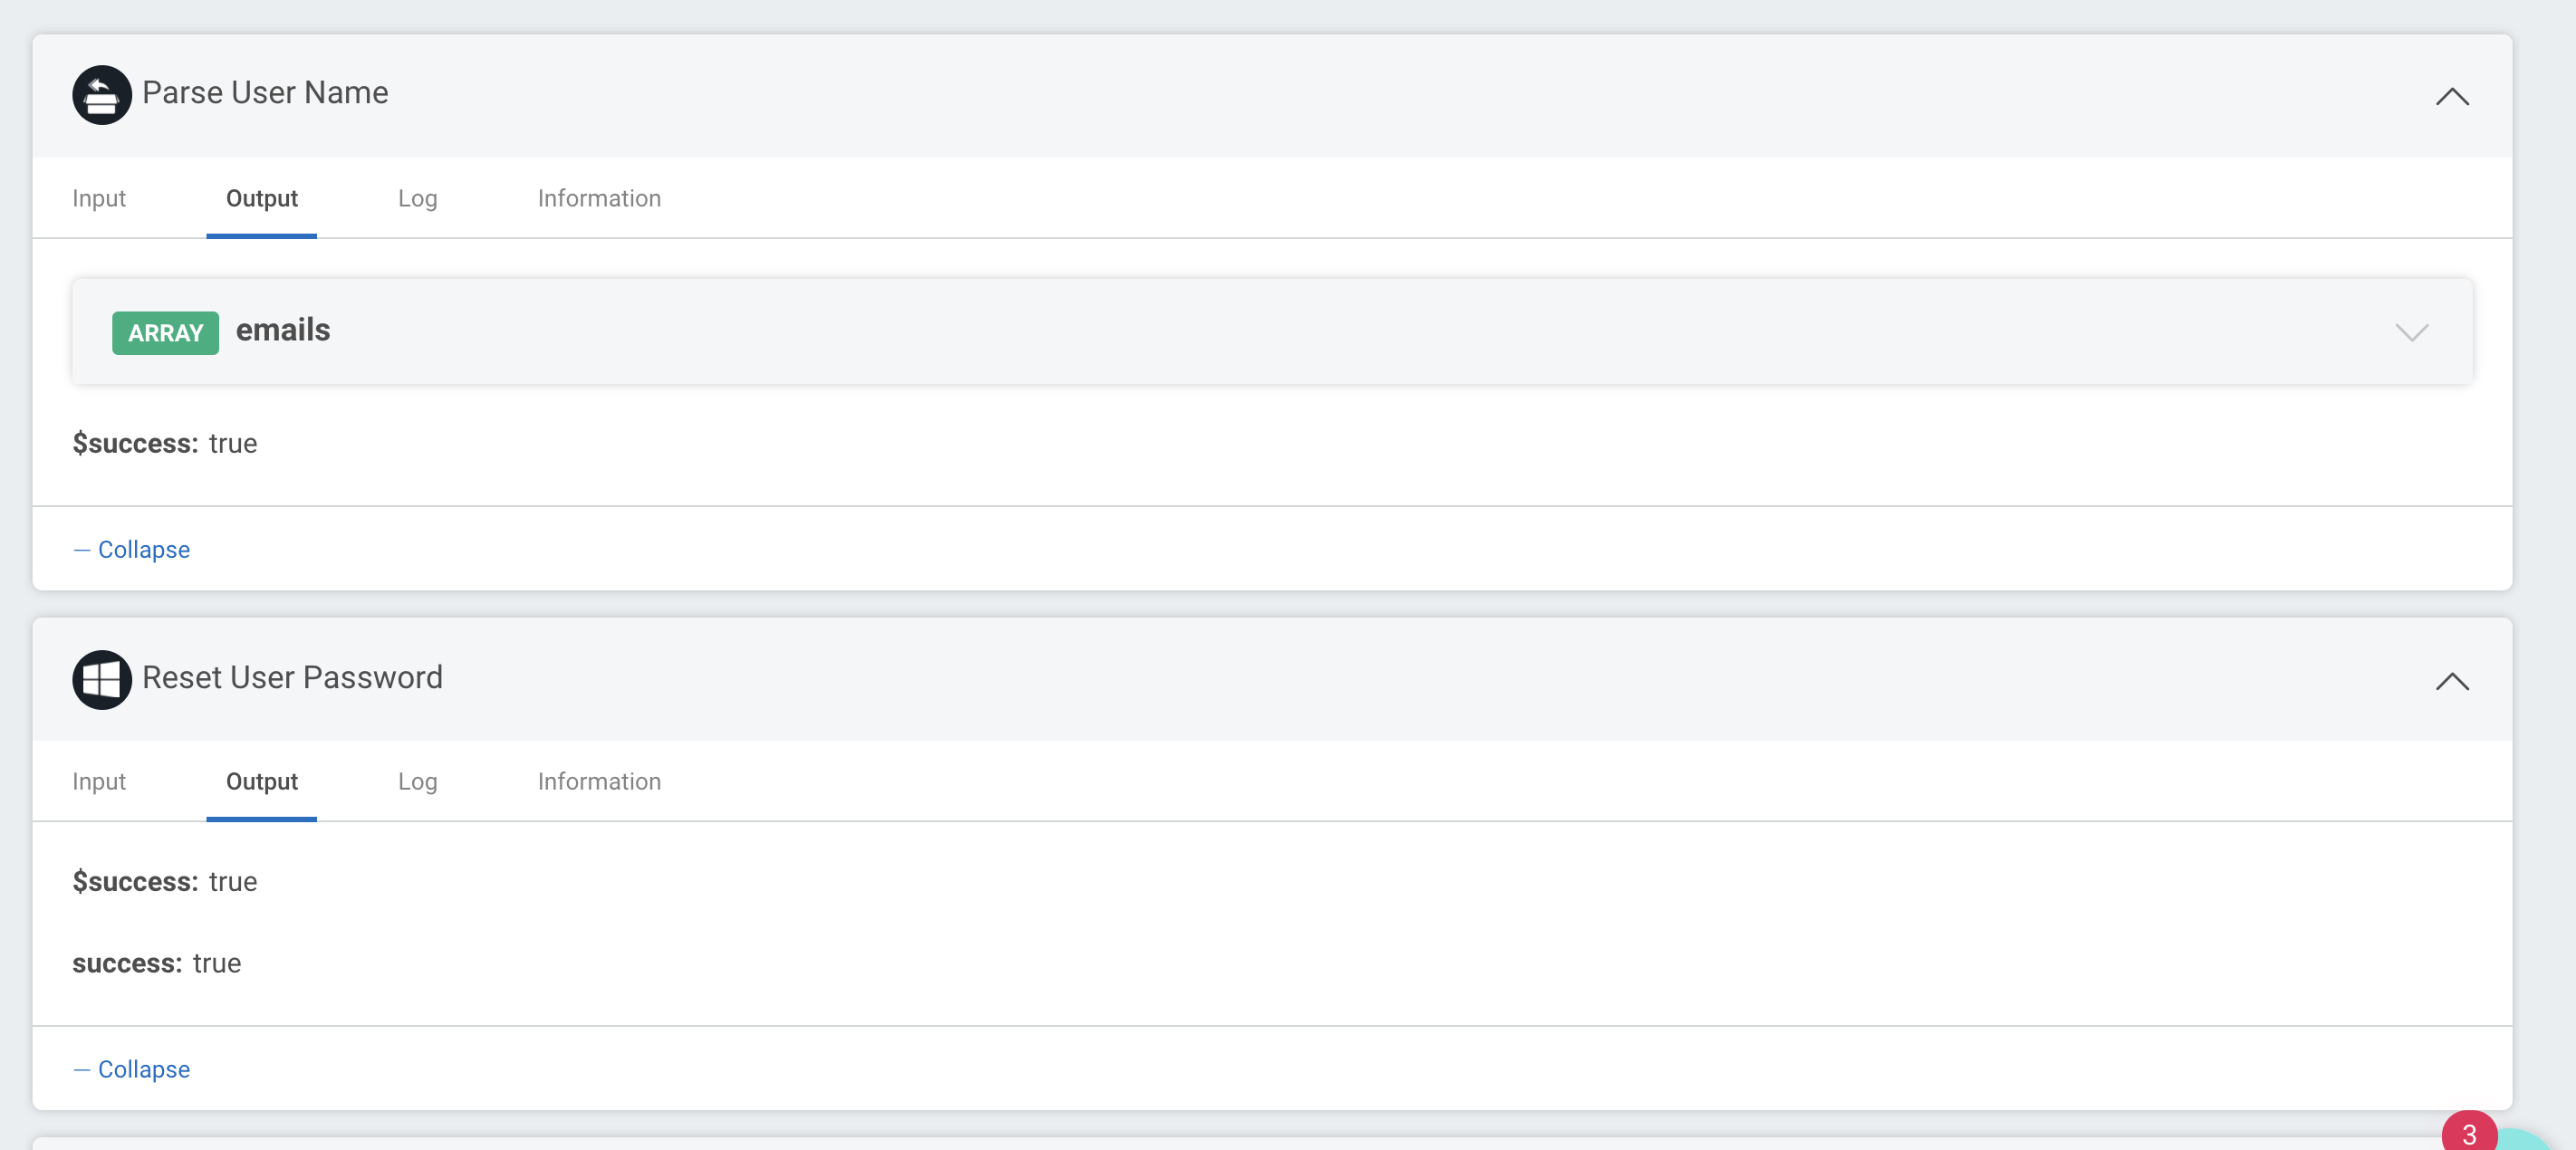 Parse User Name
Input Output Log Information
ARRAY emails
$success: true
— Collapse
Reset User Password
Input Output Log Information
$success: true
success: true
— Collapse
3